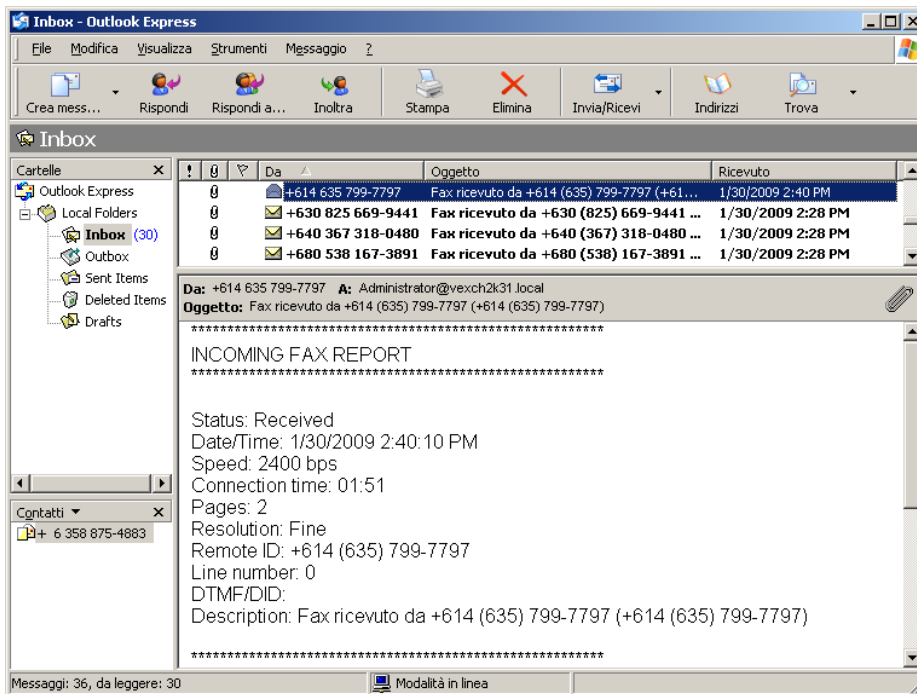 Inbox - Outlook Express
File Modifica Visualizza Strumenti Messaggio ?
Crea mess... Rispondi Rispondi a... Inoltra Stampa Elimina Invia/Ricevi Indirizzi Trova
Inbox
Cartelle
Outlook Express
Local Folders
Inbox (30)
Outbox
Sent Items
Deleted Items
Drafts
Contatti
+ 6 358 875-4883
! Da Oggetto Ricevuto
+614 635 799-7797 Fax ricevuto da +614 (635) 799-7797 (+61... 1/30/2009 2:40 PM
+630 825 669-9441 Fax ricevuto da +630 (825) 669-9441 ... 1/30/2009 2:28 PM
+640 367 318-0480 Fax ricevuto da +640 (367) 318-0480 ... 1/30/2009 2:28 PM
+680 538 167-3891 Fax ricevuto da +680 (538) 167-3891 ... 1/30/2009 2:28 PM
Da: +614 635 799-7797 A: Administrator@vexch2k31.local
Oggetto: Fax ricevuto da +614 (635) 799-7797 (+614 (635) 799-7797)
*********************************************************
INCOMING FAX REPORT
*********************************************************
Status: Received
Date/Time: 1/30/2009 2:40:10 PM
Speed: 2400 bps
Connection time: 01:51
Pages: 2
Resolution: Fine
Remote ID: +614 (635) 799-7797
Line number: 0
DTMF/DID:
Description: Fax ricevuto da +614 (635) 799-7797 (+614 (635) 799-7797)
*********************************************************
Messaggi: 36, da leggere: 30 Modalità in linea